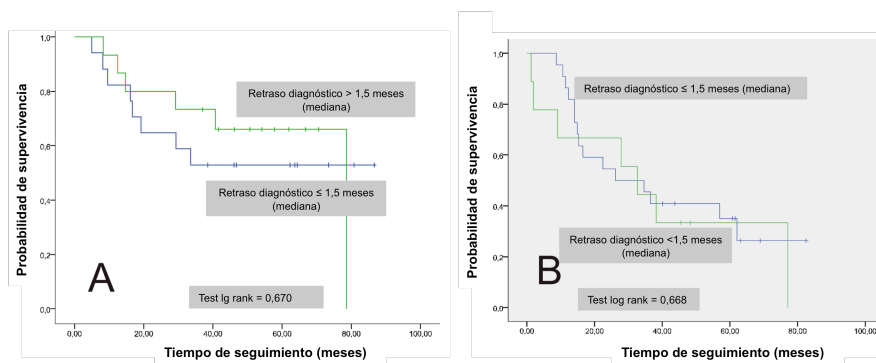 Probabilidad de supervivencia
1,0
0,8
0,6
0,4
0,2
0,0
Retraso diagnóstico > 1,5 meses
(mediana)
Retraso diagnóstico ≤ 1,5 meses
(mediana)
A
Test lg rank = 0,670
0,00 20,00 40,00 60,00 80,00 100,00
Tiempo de seguimiento (meses)
Probabilidad de supervivencia
1,0
0,8
0,6
0,4
0,2
0,0
Retraso diagnóstico ≤ 1,5 meses (mediana)
Retraso diagnóstico <1,5 meses
(mediana)
B
Test log rank = 0,668
0,00 20,00 40,00 60,00 80,00 100,00
Tiempo de seguimiento (meses)